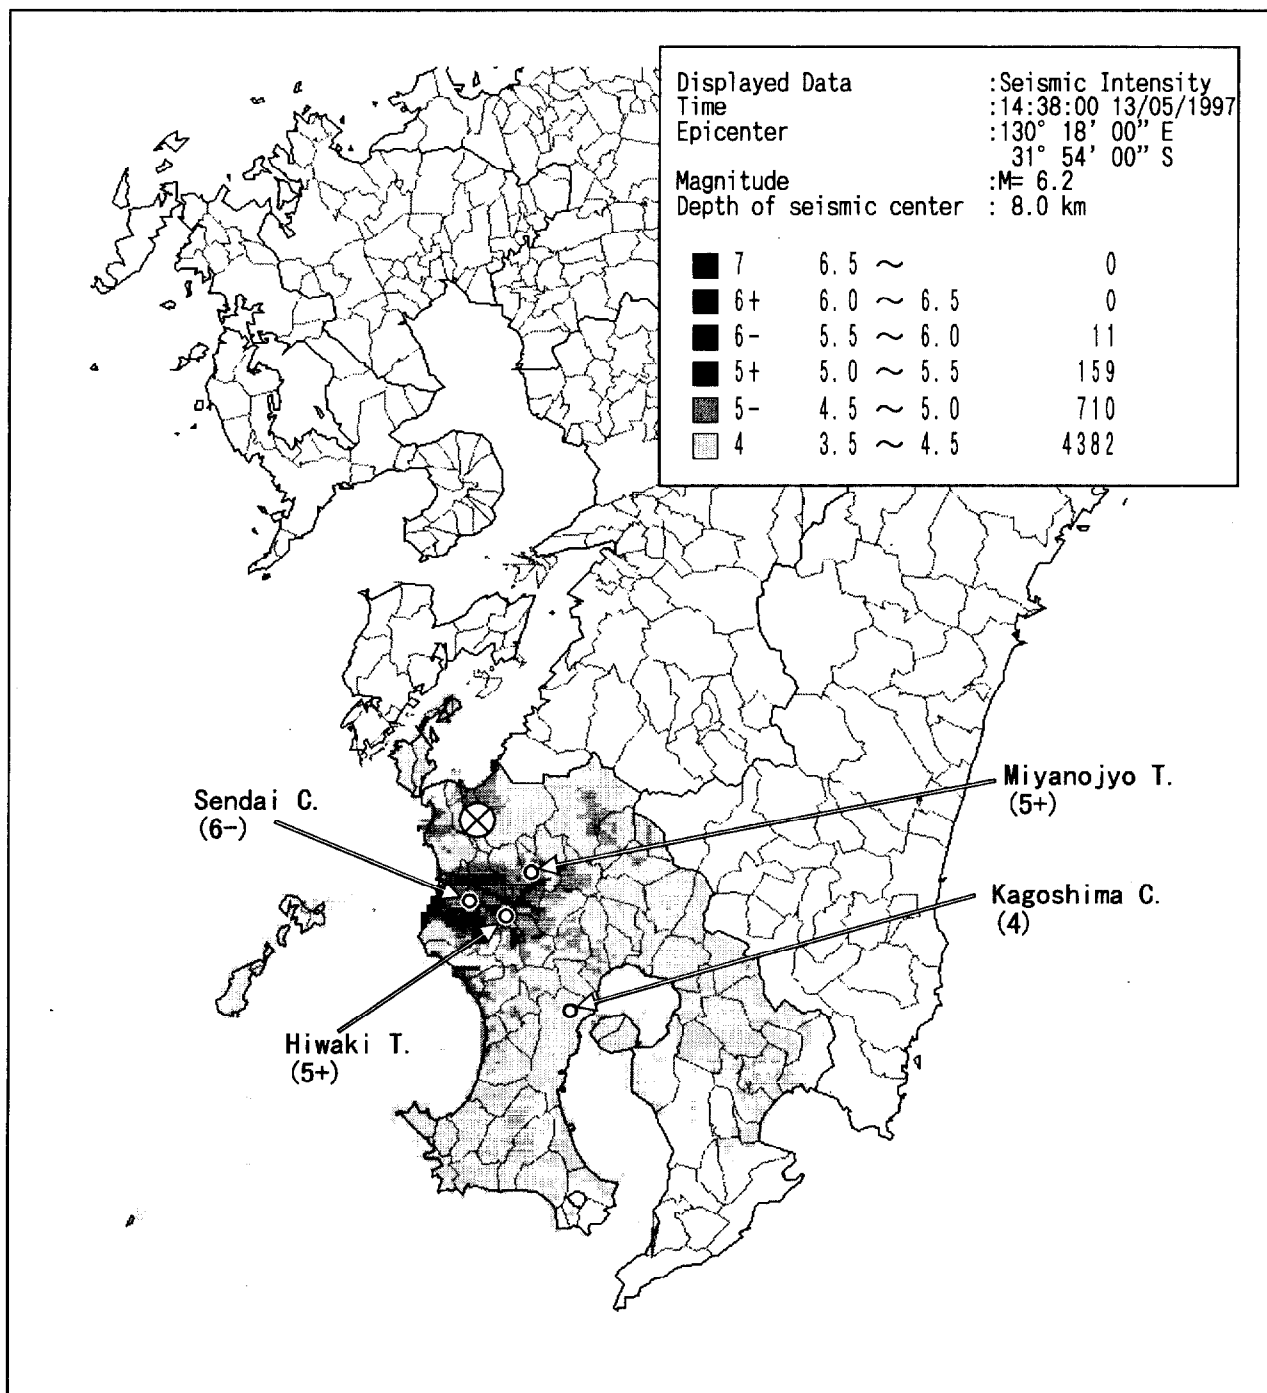 Displayed Data :Seismic Intensity
Time :14:38:00 13/05/1997
Epicenter :130° 18' 00" E
31° 54' 00" S
Magnitude :M= 6.2
Depth of seismic center : 8.0 km
7 6.5 ～ 0
6+ 6.0 ～ 6.5 0
6- 5.5 ～ 6.0 11
5+ 5.0 ～ 5.5 159
5- 4.5 ～ 5.0 710
4 3.5 ～ 4.5 4382
Miyanojyo T.
(5+)
Sendai C.
(6-)
Kagoshima C.
(4)
Hiwaki T.
(5+)